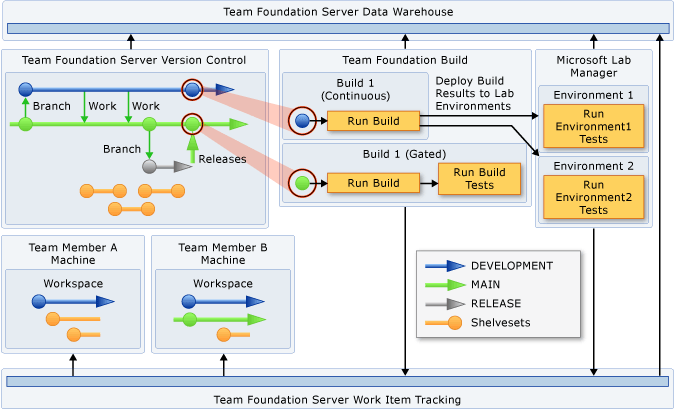 Team Foundation Server Data Warehouse
Team Foundation Server Version Control
Branch
Work
Work
Branch
Releases
Team Foundation Build
Build 1
(Continuous)
Run Build
Deploy Build
Results to Lab
Environments
Build 1 (Gated)
Run Build
Run Build
Tests
Microsoft Lab
Manager
Environment 1
Run
Environment1
Tests
Environment 2
Run
Environment2
Tests
Team Member A
Machine
Workspace
Team Member B
Machine
Workspace
DEVELOPMENT
MAIN
RELEASE
Shelvesets
Team Foundation Server Work Item Tracking